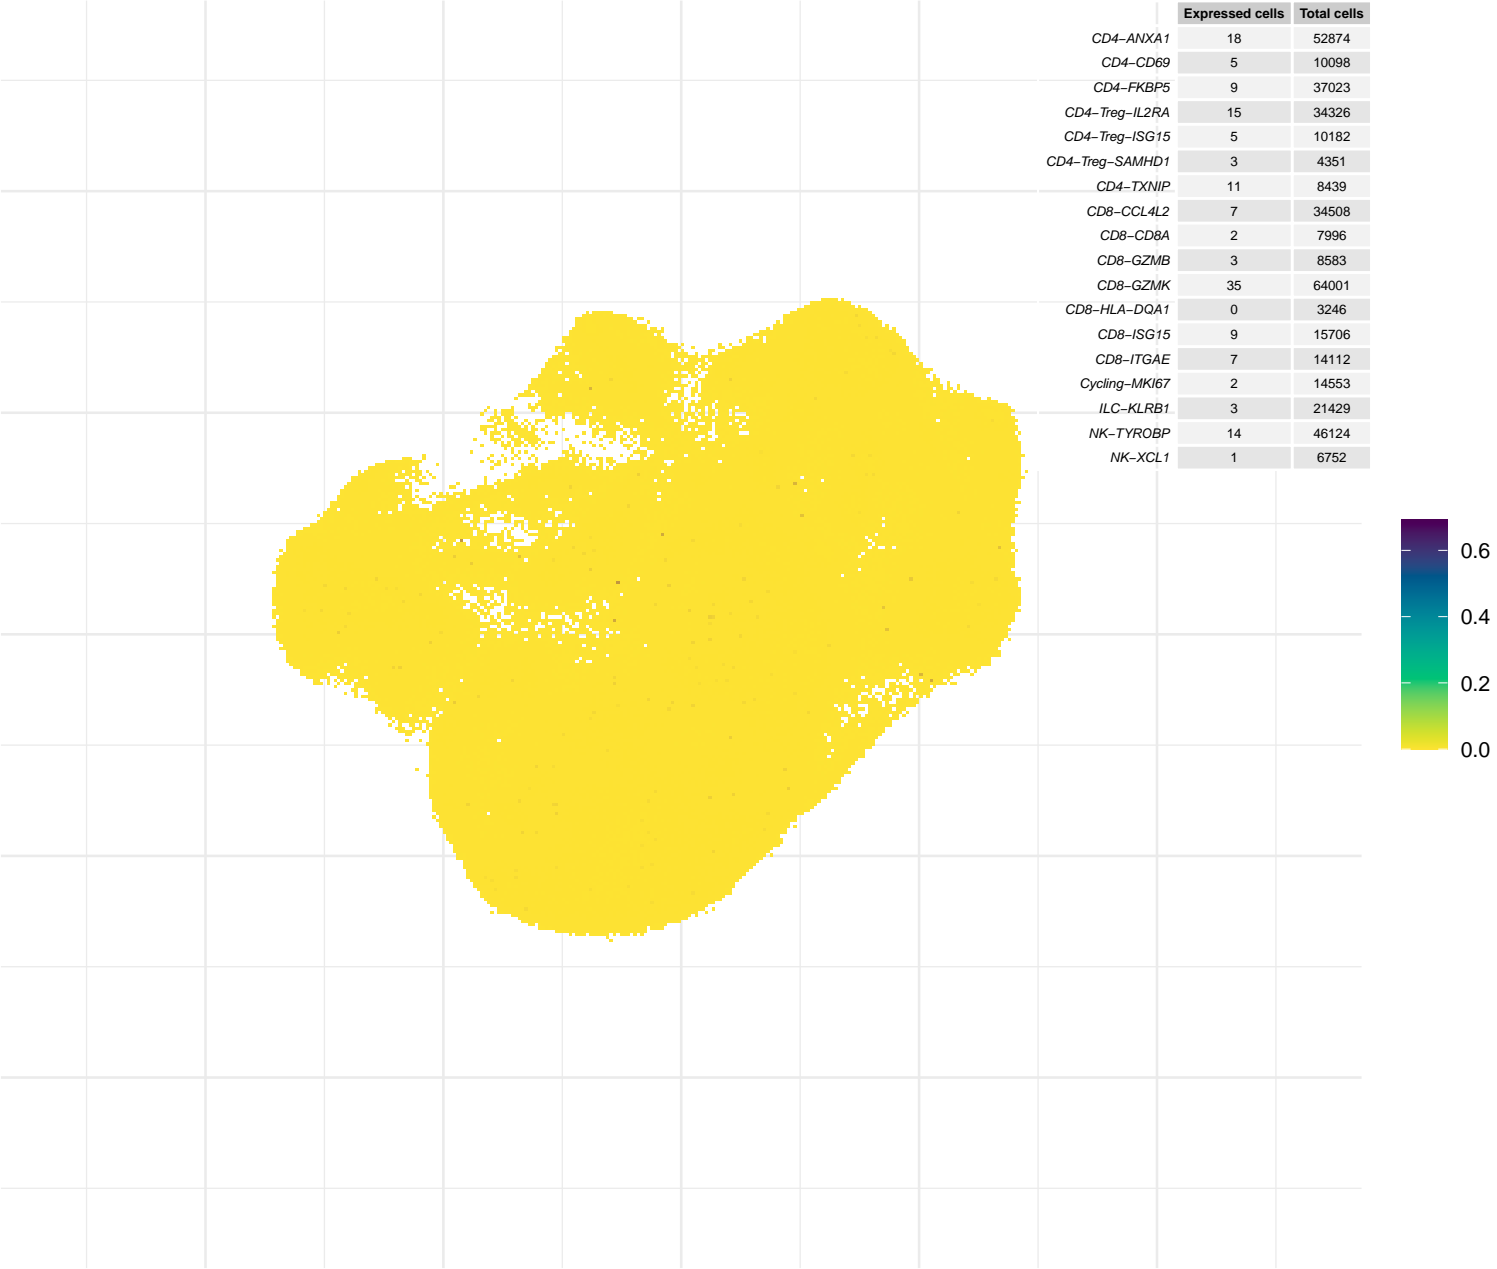 Expressed cells Total cells
CD4−ANXA1 18 52874
CD4−CD69 5 10098
CD4−FKBP5 9 37023
CD4−Treg−IL2RA 15 34326
CD4−Treg−ISG15 5 10182
CD4−Treg−SAMHD1 3 4351
CD4−TXNIP 11 8439
CD8−CCL4L2 7 34508
CD8−CD8A 2 7996
CD8−GZMB 3 8583
CD8−GZMK 35 64001
CD8−HLA−DQA1 0 3246
CD8−ISG15 9 15706
CD8−ITGAE 7 14112
Cycling−MKI67 2 14553
ILC−KLRB1 3 21429
NK−TYROBP 14 46124
NK−XCL1 1 6752
0.6
0.4
0.2
0.0